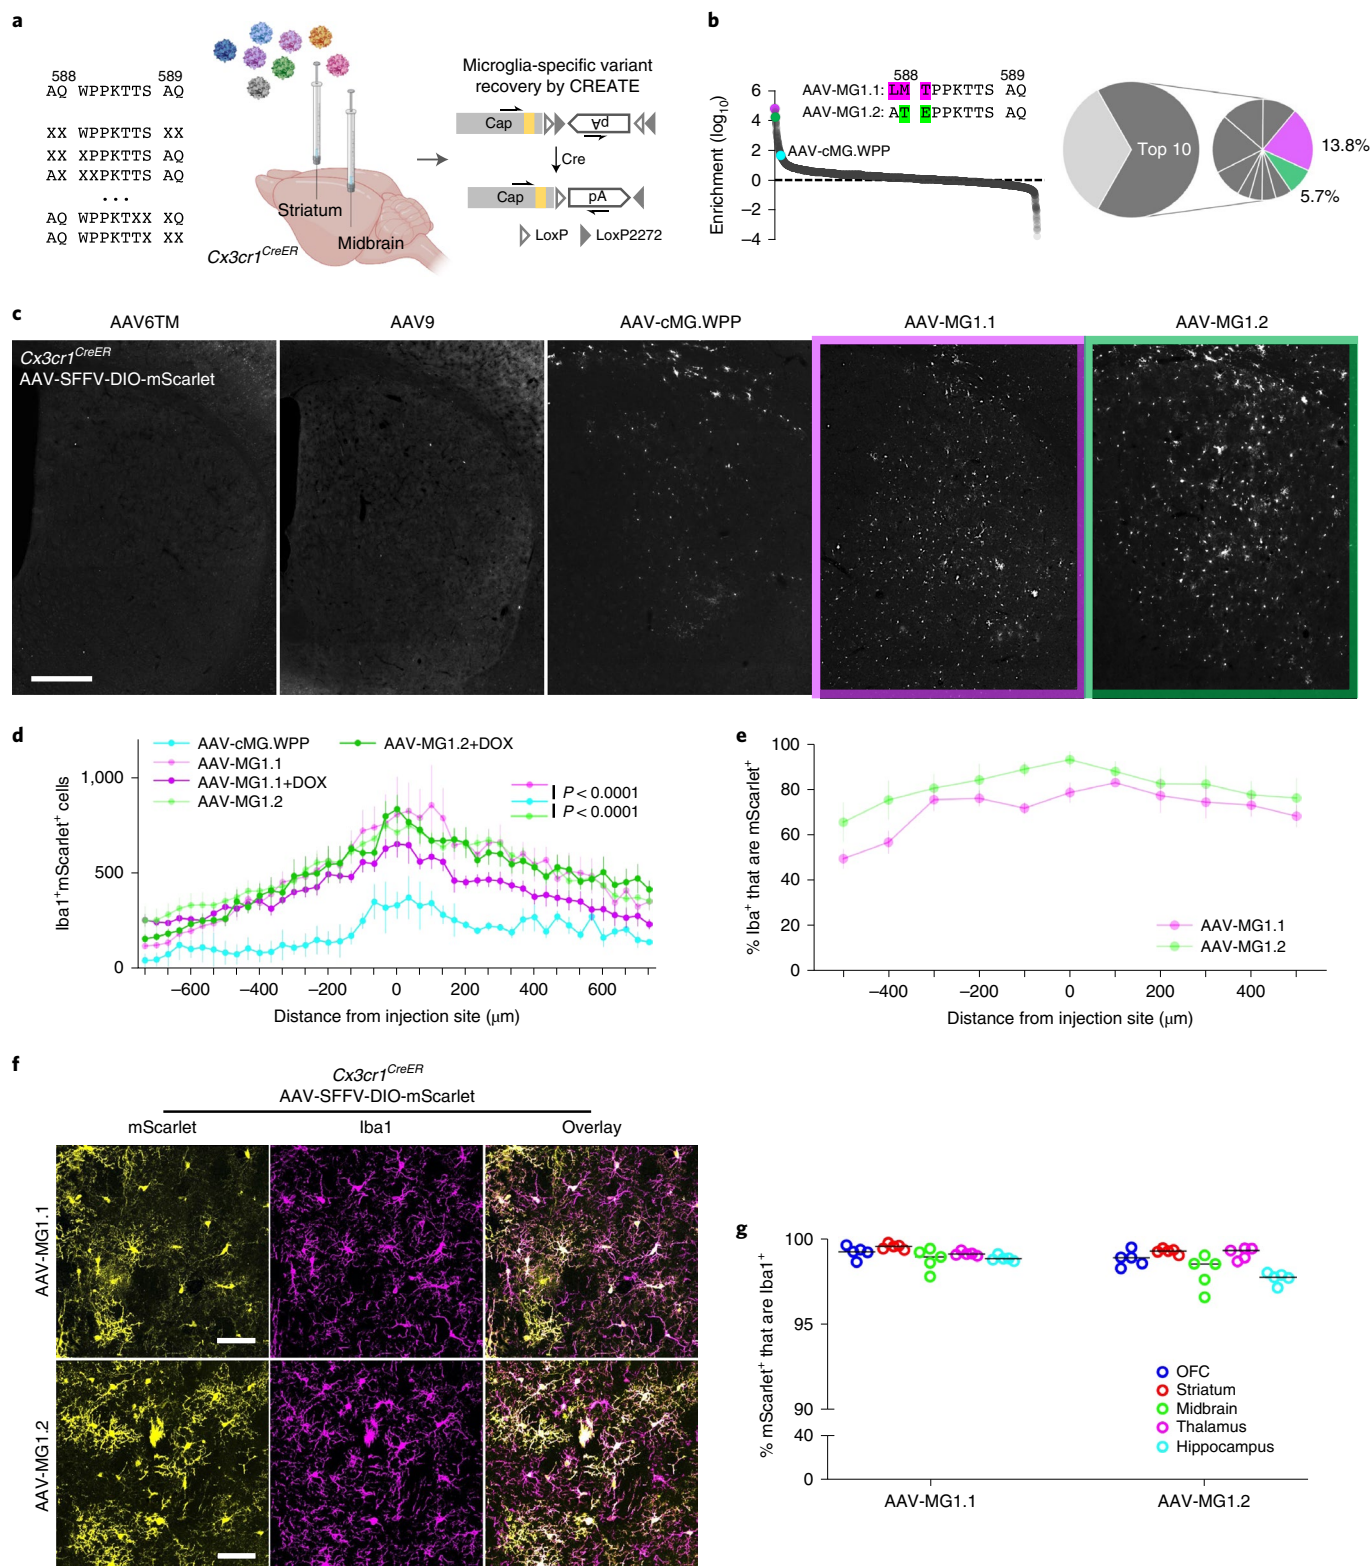 a
588 589
AQ WPPKTTS AQ
XX WPPKTTS XX
XX XPPKTTS AQ
AX XXPKTTS AQ
...
AQ WPPKTXX XQ
AQ WPPKTTX XX
Striatum
Midbrain
Cx3cr1CreER
Microglia-specific variant
recovery by CREATE
Cap pA
Cre
Cap pA
LoxP LoxP2272
b
Enrichment (log10)
6
4
2
0
−2
−4
588 589
AAV-MG1.1: LM TPPKTTS AQ
AAV-MG1.2: AT EPPKTTS AQ
AAV-cMG.WPP
Top 10
13.8%
5.7%
c
AAV6TM AAV9 AAV-cMG.WPP AAV-MG1.1 AAV-MG1.2
Cx3cr1CreER
AAV-SFFV-DIO-mScarlet
d
Iba1+mScarlet+ cells
1,000
500
0
AAV-cMG.WPP
AAV-MG1.1
AAV-MG1.1+DOX
AAV-MG1.2
AAV-MG1.2+DOX
P < 0.0001
P < 0.0001
−600 −400 −200 0 200 400 600
Distance from injection site (μm)
e
% Iba+ that are mScarlet+
100
80
60
40
20
0
AAV-MG1.1
AAV-MG1.2
−400 −200 0 200 400
Distance from injection site (μm)
f
Cx3cr1CreER
AAV-SFFV-DIO-mScarlet
mScarlet Iba1 Overlay
AAV-MG1.1
AAV-MG1.2
g
% mScarlet+ that are Iba1+
100
95
90
40
0
OFC
Striatum
Midbrain
Thalamus
Hippocampus
AAV-MG1.1 AAV-MG1.2